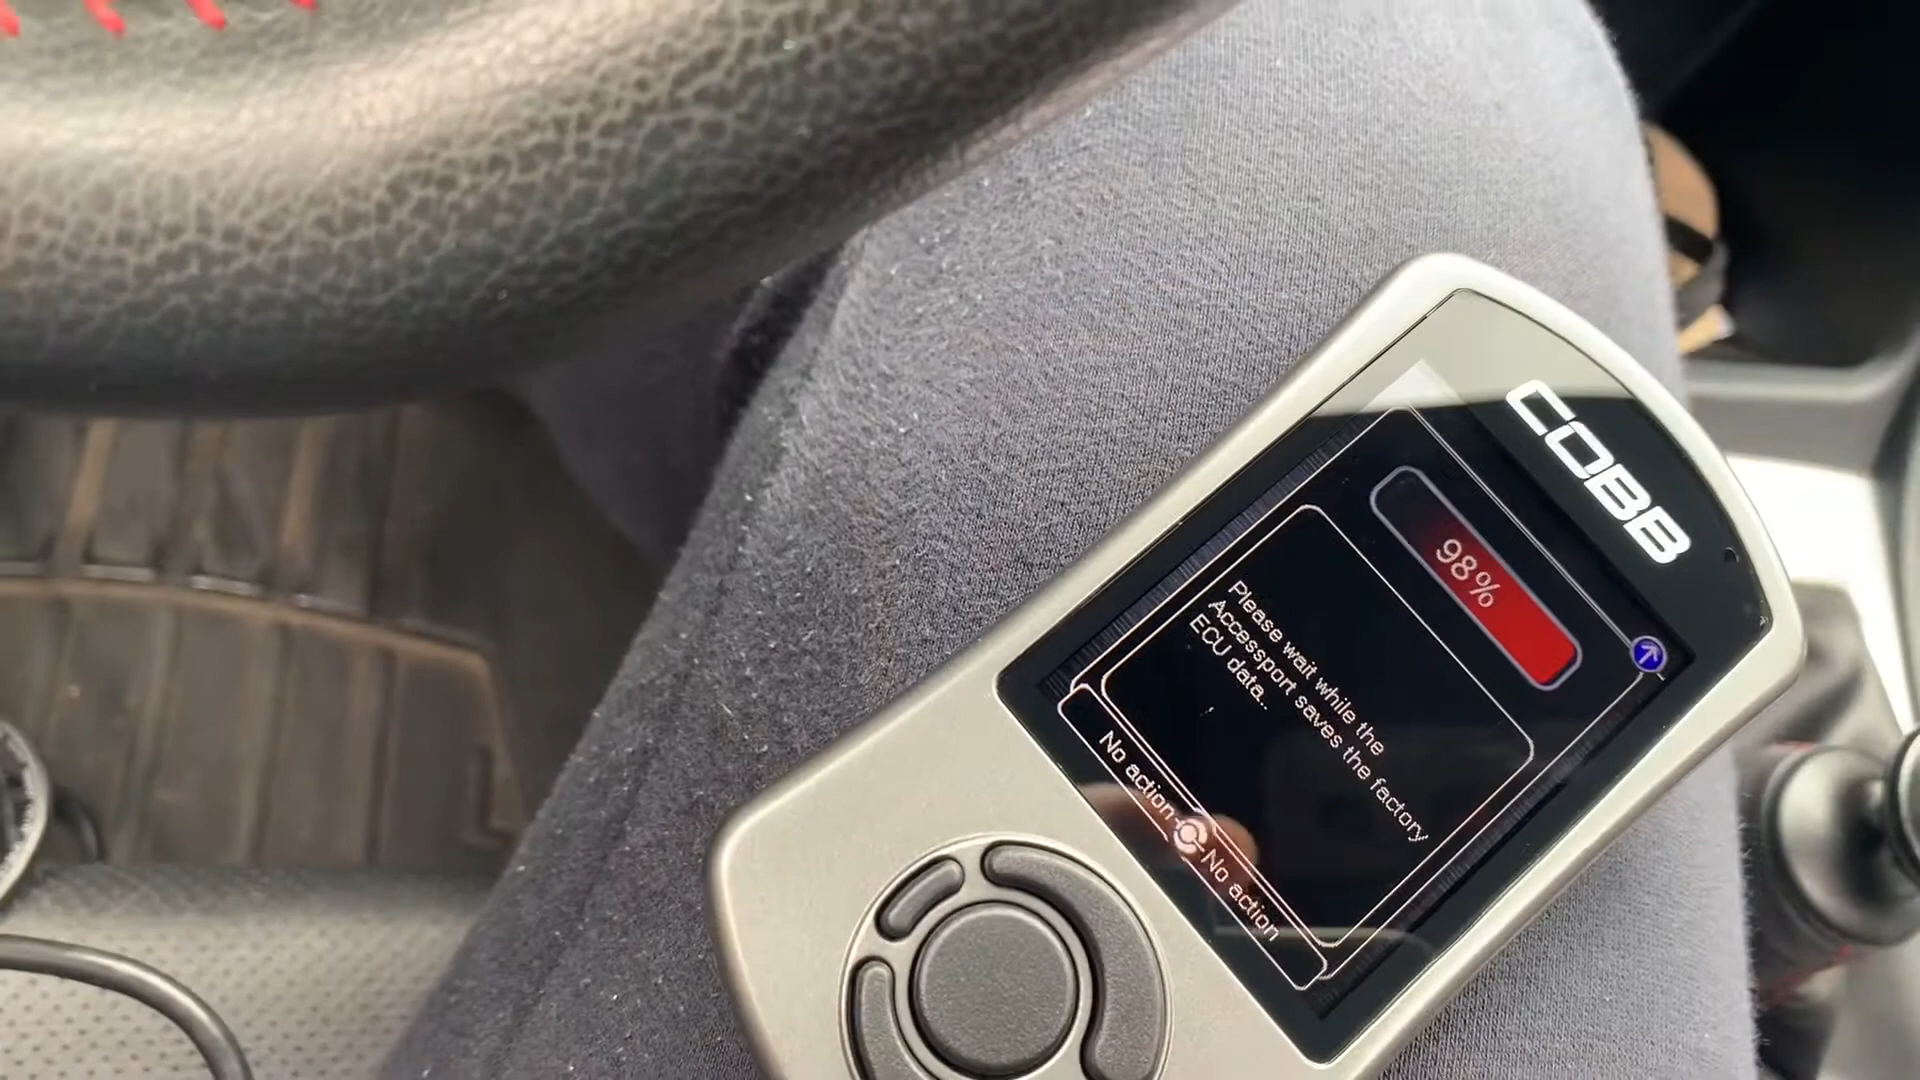 COBB
98%
Please wait while the
Accessport saves the factory
ECU data..
No action
No action